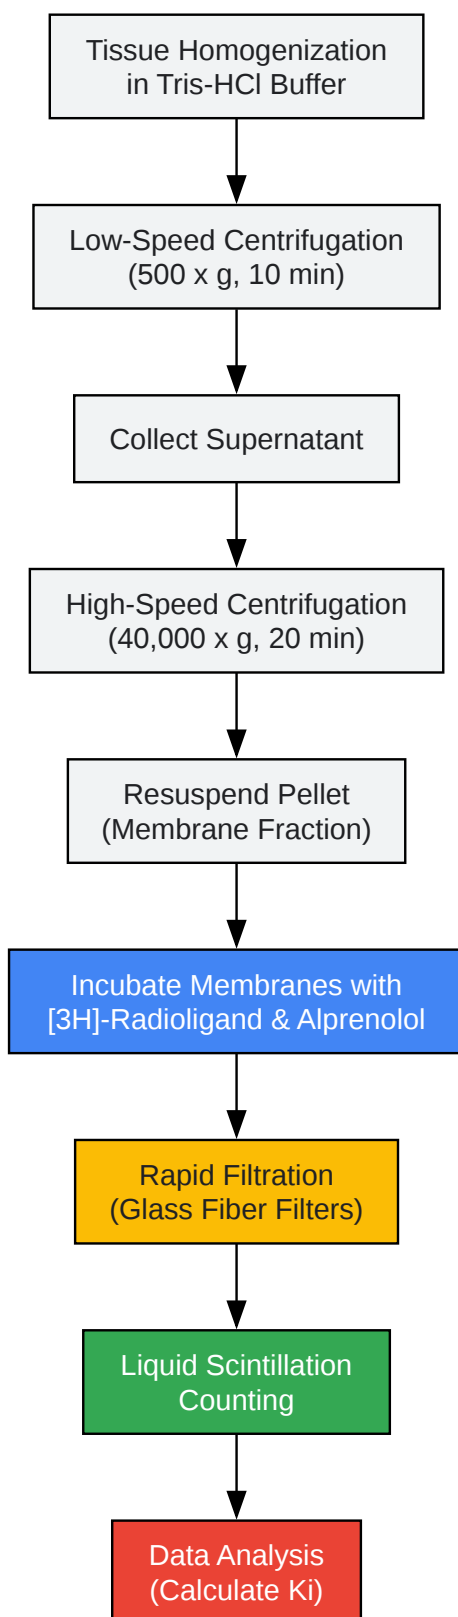 Tissue Homogenization
in Tris-HCl Buffer
Low-Speed Centrifugation
(500 x g, 10 min)
Collect Supernatant
High-Speed Centrifugation
(40,000 x g, 20 min)
Resuspend Pellet
(Membrane Fraction)
Incubate Membranes with
[3H]-Radioligand & Alprenolol
Rapid Filtration
(Glass Fiber Filters)
Liquid Scintillation
Counting
Data Analysis
(Calculate Ki)